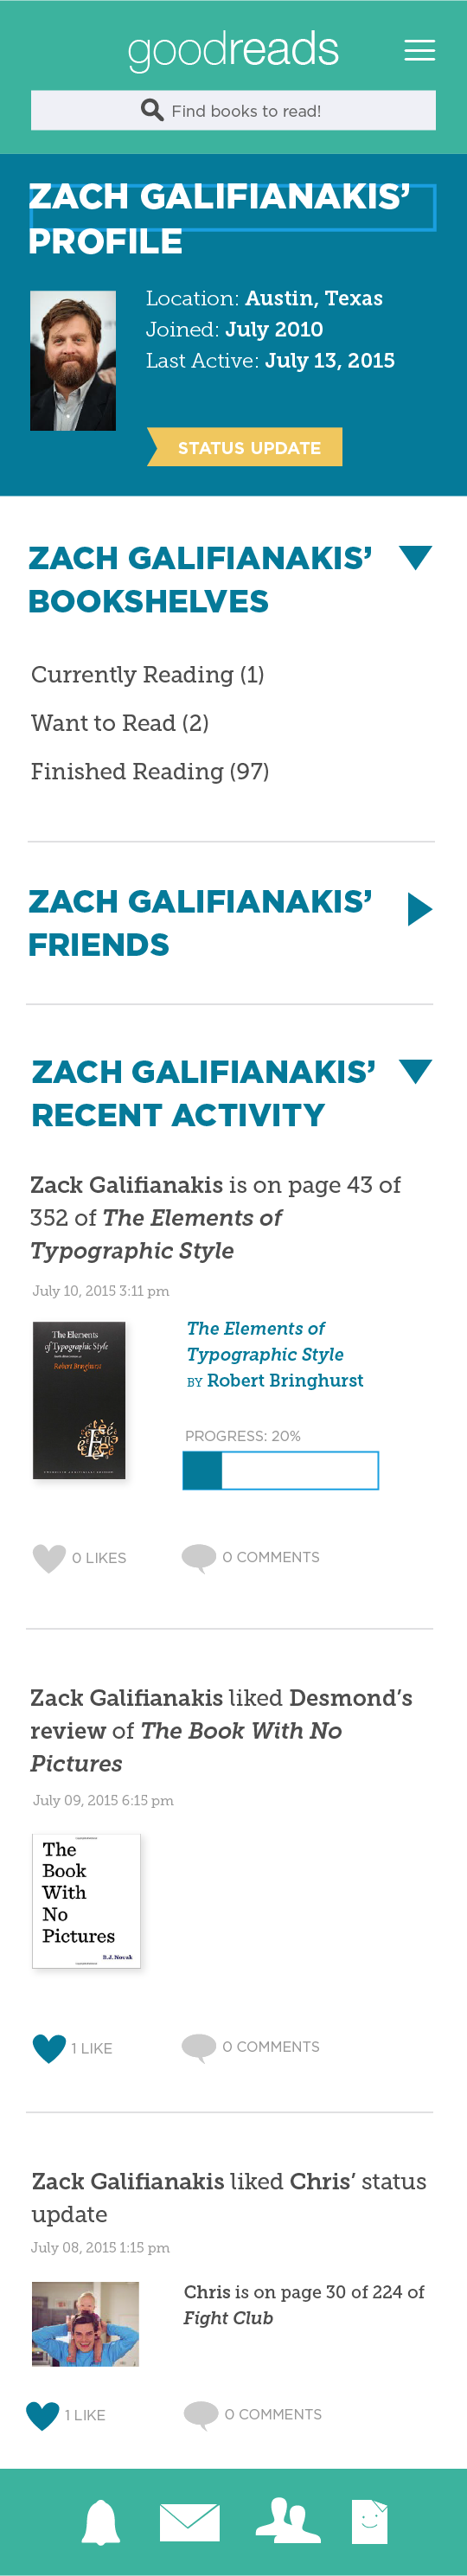 goodreads
Find books to read!
ZACH GALIFIANAKIS’
PROFILE
Location: Austin, Texas
Joined: July 2010
Last Active: July 13, 2015
STATUS UPDATE
ZACH GALIFIANAKIS’
BOOKSHELVES
Currently Reading (1)
Want to Read (2)
Finished Reading (97)
ZACH GALIFIANAKIS’
FRIENDS
ZACH GALIFIANAKIS’
RECENT ACTIVITY
Zack Galifianakis is on page 43 of
352 of The Elements of
Typographic Style
July 10, 2015 3:11 pm
The Elements
of Typographic Style
Robert Bringhurst
The Elements of
Typographic Style
BY Robert Bringhurst
PROGRESS: 20%
0 LIKES
0 COMMENTS
Zack Galifianakis liked Desmond’s
review of The Book With No
Pictures
July 09, 2015 6:15 pm
The
Book
With
No
Pictures
B.J. Novak
1 LIKE
0 COMMENTS
Zack Galifianakis liked Chris’ status
update
July 08, 2015 1:15 pm
Chris is on page 30 of 224 of
Fight Club
1 LIKE
0 COMMENTS